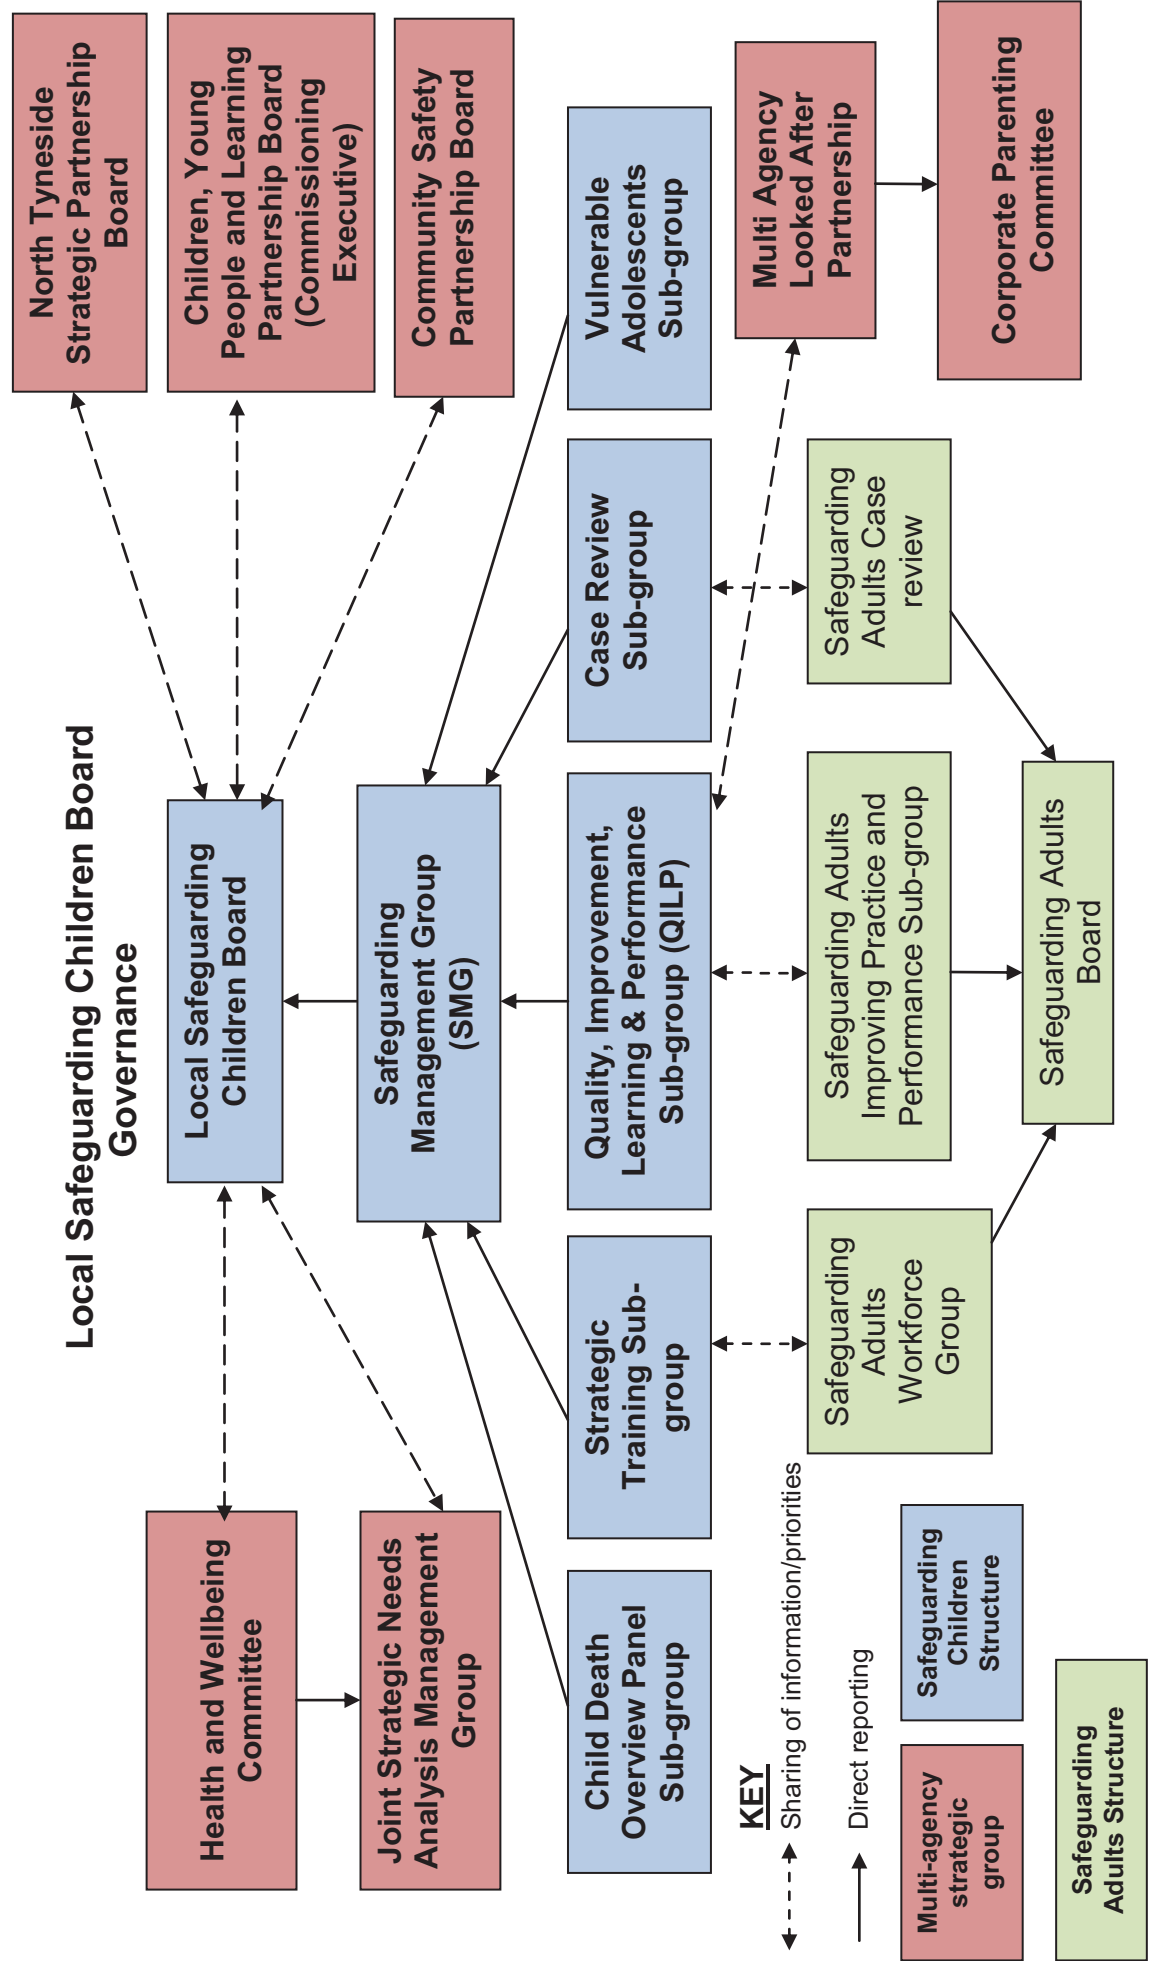 Local Safeguarding Children Board
Governance
Health and Wellbeing
Committee
Joint Strategic Needs
Analysis Management
Group
Local Safeguarding
Children Board
North Tyneside
Strategic Partnership
Board
Children, Young
People and Learning
Partnership Board
(Commissioning
Executive)
Community Safety
Partnership Board
Safeguarding
Management Group
(SMG)
Child Death
Overview Panel
Sub-group
Strategic
Training Sub-
group
Quality, Improvement,
Learning & Performance
Sub-group (QILP)
Case Review
Sub-group
Vulnerable
Adolescents
Sub-group
Safeguarding
Adults
Workforce
Group
Safeguarding Adults
Improving Practice and
Performance Sub-group
Safeguarding
Adults Case
review
Multi Agency
Looked After
Partnership
Corporate Parenting
Committee
Safeguarding Adults
Board
KEY
Sharing of information/priorities
Direct reporting
Multi-agency
strategic
group
Safeguarding
Children
Structure
Safeguarding
Adults Structure